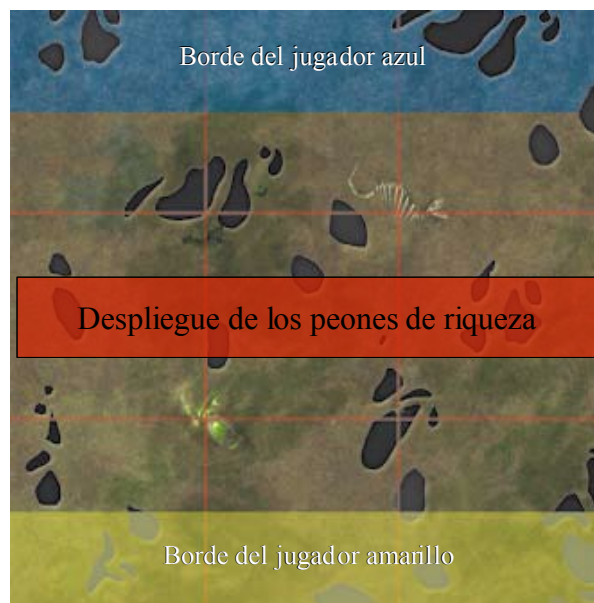 Borde del jugador azul
Despliegue de los peones de riqueza
Borde del jugador amarillo